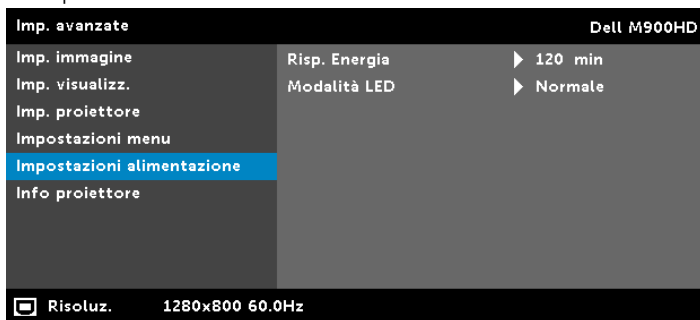 Imp. avanzate Dell M900HD
Imp. immagine
Imp. visualizz.
Imp. proiettore
Impostazioni menu
Impostazioni alimentazione
Info proiettore
Risp. Energia 120 min
Modalità LED Normale
Risoluz. 1280x800 60.0Hz